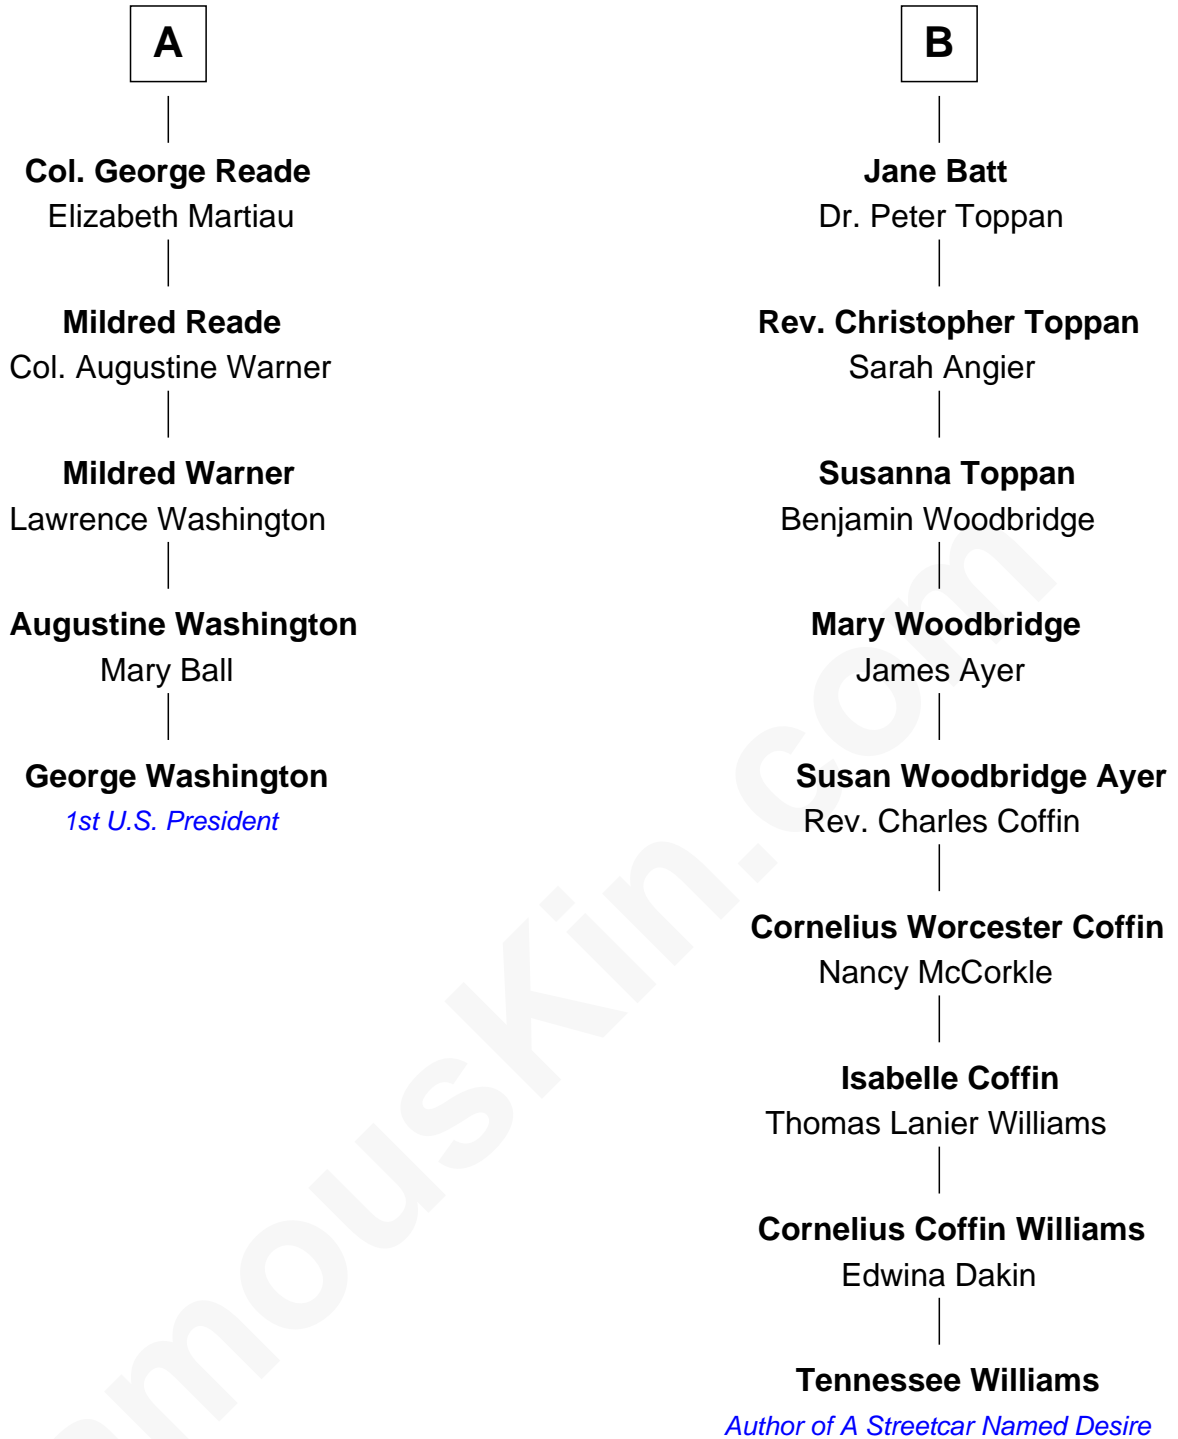 A
Col. George Reade
Elizabeth Martiau
Mildred Reade
Col. Augustine Warner
Mildred Warner
Lawrence Washington
Augustine Washington
Mary Ball
George Washington
1st U.S. President
B
Jane Batt
Dr. Peter Toppan
Rev. Christopher Toppan
Sarah Angier
Susanna Toppan
Benjamin Woodbridge
Mary Woodbridge
James Ayer
Susan Woodbridge Ayer
Rev. Charles Coffin
Cornelius Worcester Coffin
Nancy McCorkle
Isabelle Coffin
Thomas Lanier Williams
Cornelius Coffin Williams
Edwina Dakin
Tennessee Williams
Author of A Streetcar Named Desire
amouskin.com